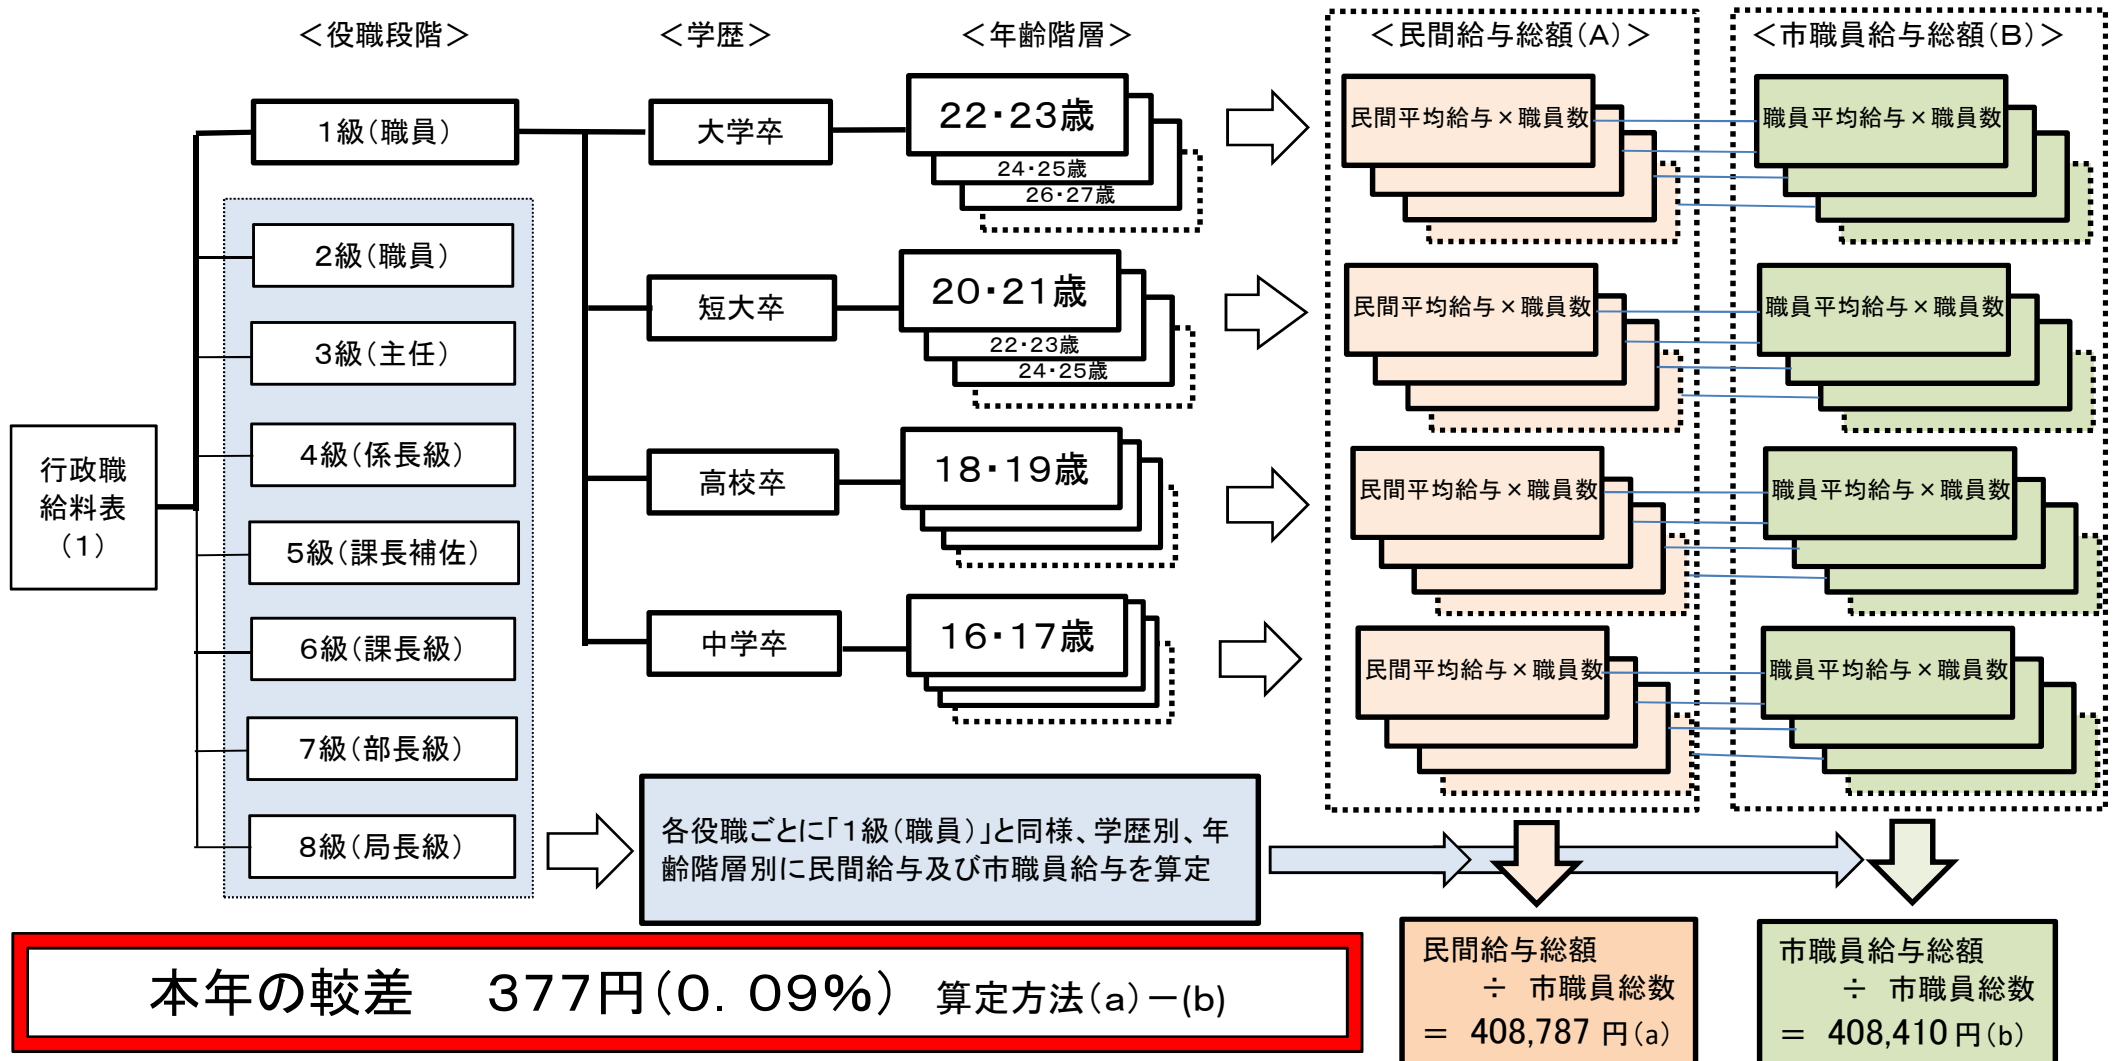 ＜役職段階＞
＜学歴＞
＜年齢階層＞
＜民間給与総額（A）＞
＜市職員給与総額（B）＞
行政職
給料表
（1）
1級（職員）
2級（職員）
3級（主任）
4級（係長級）
5級（課長補佐）
6級（課長級）
7級（部長級）
8級（局長級）
大学卒
22・23歳
24・25歳
26・27歳
民間平均給与×職員数
職員平均給与×職員数
短大卒
20・21歳
22・23歳
24・25歳
民間平均給与×職員数
職員平均給与×職員数
高校卒
18・19歳
民間平均給与×職員数
職員平均給与×職員数
中学卒
16・17歳
民間平均給与×職員数
職員平均給与×職員数
各役職ごとに「1級（職員）」と同様、学歴別、年
齢階層別に民間給与及び市職員給与を算定
本年の較差　377円（0．09％）　算定方法（a）－(b)
民間給与総額
÷　市職員総数
＝ 408,787 円(a)
市職員給与総額
÷　市職員総数
＝ 408,410 円(b)